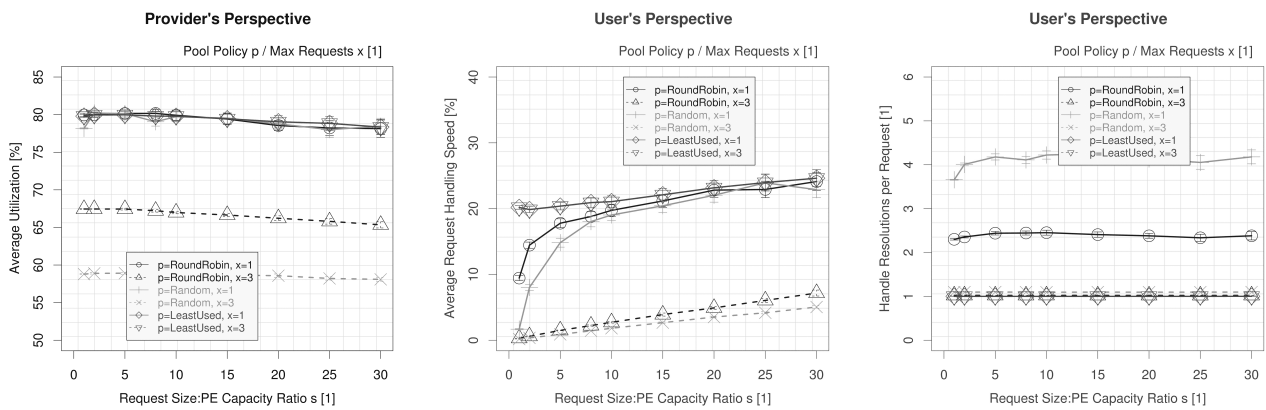 Provider's Perspective
Pool Policy p / Max Requests x [1]
Average Utilization [%]
85
80
75
70
65
60
55
50
p=RoundRobin, x=1
p=RoundRobin, x=3
p=Random, x=1
p=Random, x=3
p=LeastUsed, x=1
p=LeastUsed, x=3
0 5 10 15 20 25 30
Request Size:PE Capacity Ratio s [1]
User's Perspective
Pool Policy p / Max Requests x [1]
Average Request Handling Speed [%]
40
30
20
10
0
p=RoundRobin, x=1
p=RoundRobin, x=3
p=Random, x=1
p=Random, x=3
p=LeastUsed, x=1
p=LeastUsed, x=3
0 5 10 15 20 25 30
Request Size:PE Capacity Ratio s [1]
User's Perspective
Pool Policy p / Max Requests x [1]
Handle Resolutions per Request [1]
6
5
4
3
2
1
0
p=RoundRobin, x=1
p=RoundRobin, x=3
p=Random, x=1
p=Random, x=3
p=LeastUsed, x=1
p=LeastUsed, x=3
0 5 10 15 20 25 30
Request Size:PE Capacity Ratio s [1]